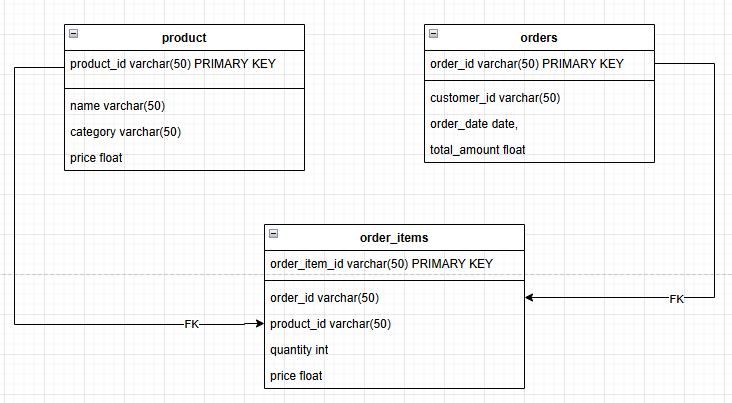 product
product_id varchar(50) PRIMARY KEY
name varchar(50)
category varchar(50)
price float
orders
order_id varchar(50) PRIMARY KEY
customer_id varchar(50)
order_date date,
total_amount float
order_items
order_item_id varchar(50) PRIMARY KEY
order_id varchar(50)
product_id varchar(50)
quantity int
price float
FK
FK